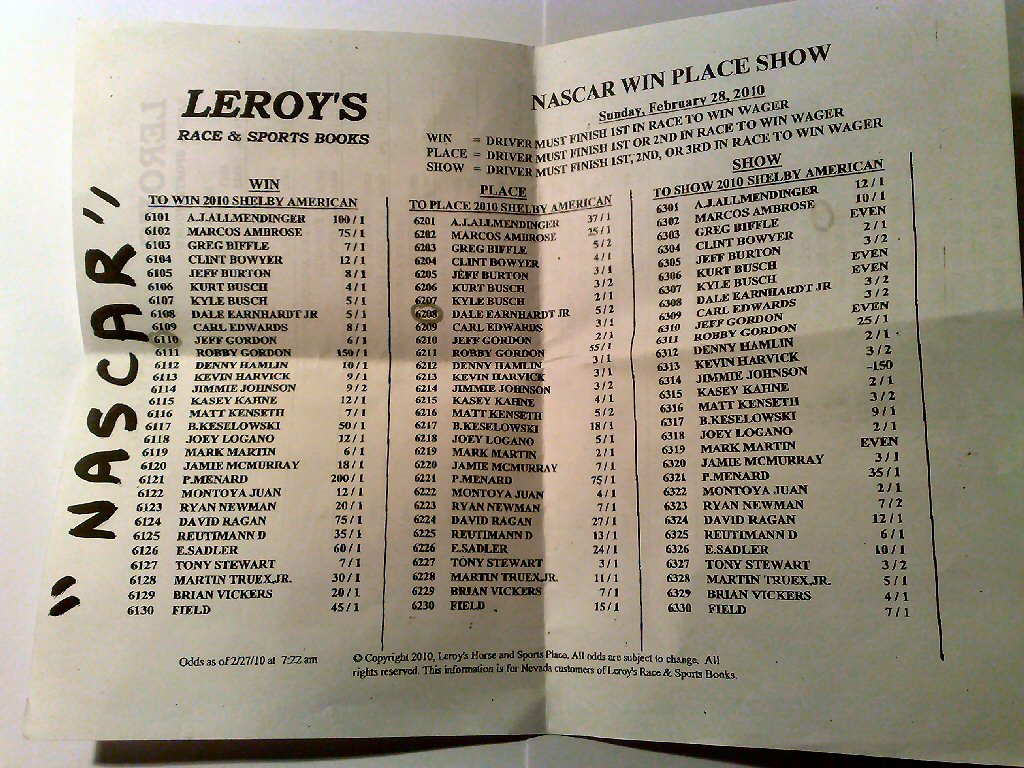 "NASCAR"
LEROY'S
RACE & SPORTS BOOKS
NASCAR WIN PLACE SHOW
Sunday, February 28, 2010
WIN = DRIVER MUST FINISH 1ST IN RACE TO WIN WAGER
PLACE = DRIVER MUST FINISH 1ST OR 2ND IN RACE TO WIN WAGER
SHOW = DRIVER MUST FINISH 1ST, 2ND, OR 3RD IN RACE TO WIN WAGER
WIN
TO WIN 2010 SHELBY AMERICAN
6101 A.J.ALLMENDINGER 100 / 1
6102 MARCOS AMBROSE 75 / 1
6103 GREG BIFFLE 7 / 1
6104 CLINT BOWYER 12 / 1
6105 JEFF BURTON 8 / 1
6106 KURT BUSCH 4 / 1
6107 KYLE BUSCH 5 / 1
6108 DALE EARNHARDT JR 5 / 1
6109 CARL EDWARDS 8 / 1
6110 JEFF GORDON 6 / 1
6111 ROBBY GORDON 150 / 1
6112 DENNY HAMLIN 10 / 1
6113 KEVIN HARVICK 9 / 1
6114 JIMMIE JOHNSON 9 / 2
6115 KASEY KAHNE 12 / 1
6116 MATT KENSETH 7 / 1
6117 B.KESELOWSKI 50 / 1
6118 JOEY LOGANO 12 / 1
6119 MARK MARTIN 6 / 1
6120 JAMIE MCMURRAY 18 / 1
6121 P.MENARD 200 / 1
6122 MONTOYA JUAN 12 / 1
6123 RYAN NEWMAN 20 / 1
6124 DAVID RAGAN 75 / 1
6125 REUTIMANN D 35 / 1
6126 E.SADLER 60 / 1
6127 TONY STEWART 7 / 1
6128 MARTIN TRUEX,JR. 30 / 1
6129 BRIAN VICKERS 20 / 1
6130 FIELD 45 / 1
PLACE
TO PLACE 2010 SHELBY AMERICAN
6201 A.J.ALLMENDINGER 37 / 1
6202 MARCOS AMBROSE 25 / 1
6203 GREG BIFFLE 5 / 2
6204 CLINT BOWYER 4 / 1
6205 JEFF BURTON 3 / 1
6206 KURT BUSCH 3 / 2
6207 KYLE BUSCH 2 / 1
6208 DALE EARNHARDT JR 5 / 2
6209 CARL EDWARDS 3 / 1
6210 JEFF GORDON 2 / 1
6211 ROBBY GORDON 55 / 1
6212 DENNY HAMLIN 3 / 1
6213 KEVIN HARVICK 3 / 1
6214 JIMMIE JOHNSON 3 / 2
6215 KASEY KAHNE 4 / 1
6216 MATT KENSETH 5 / 2
6217 B.KESELOWSKI 18 / 1
6218 JOEY LOGANO 5 / 1
6219 MARK MARTIN 2 / 1
6220 JAMIE MCMURRAY 7 / 1
6221 P.MENARD 75 / 1
6222 MONTOYA JUAN 4 / 1
6223 RYAN NEWMAN 7 / 1
6224 DAVID RAGAN 27 / 1
6225 REUTIMANN D 13 / 1
6226 E.SADLER 24 / 1
6227 TONY STEWART 3 / 1
6228 MARTIN TRUEX,JR. 11 / 1
6229 BRIAN VICKERS 7 / 1
6230 FIELD 15 / 1
SHOW
TO SHOW 2010 SHELBY AMERICAN
6301 A.J.ALLMENDINGER 12 / 1
6302 MARCOS AMBROSE 10 / 1
6303 GREG BIFFLE EVEN
6304 CLINT BOWYER 2 / 1
6305 JEFF BURTON 3 / 2
6306 KURT BUSCH EVEN
6307 KYLE BUSCH EVEN
6308 DALE EARNHARDT JR 3 / 2
6309 CARL EDWARDS 3 / 2
6310 JEFF GORDON EVEN
6311 ROBBY GORDON 25 / 1
6312 DENNY HAMLIN 2 / 1
6313 KEVIN HARVICK 3 / 2
6314 JIMMIE JOHNSON -150
6315 KASEY KAHNE 2 / 1
6316 MATT KENSETH 3 / 2
6317 B.KESELOWSKI 9 / 1
6318 JOEY LOGANO 2 / 1
6319 MARK MARTIN EVEN
6320 JAMIE MCMURRAY 3 / 1
6321 P.MENARD 35 / 1
6322 MONTOYA JUAN 2 / 1
6323 RYAN NEWMAN 7 / 2
6324 DAVID RAGAN 12 / 1
6325 REUTIMANN D 6 / 1
6326 E.SADLER 10 / 1
6327 TONY STEWART 3 / 2
6328 MARTIN TRUEX,JR. 5 / 1
6329 BRIAN VICKERS 4 / 1
6330 FIELD 7 / 1
Odds as of 2/27/10 at 7:22 am
© Copyright 2010, Leroy's Horse and Sports Place. All odds are subject to change. All
rights reserved. This information is for Nevada customers of Leroy's Race & Sports Books.